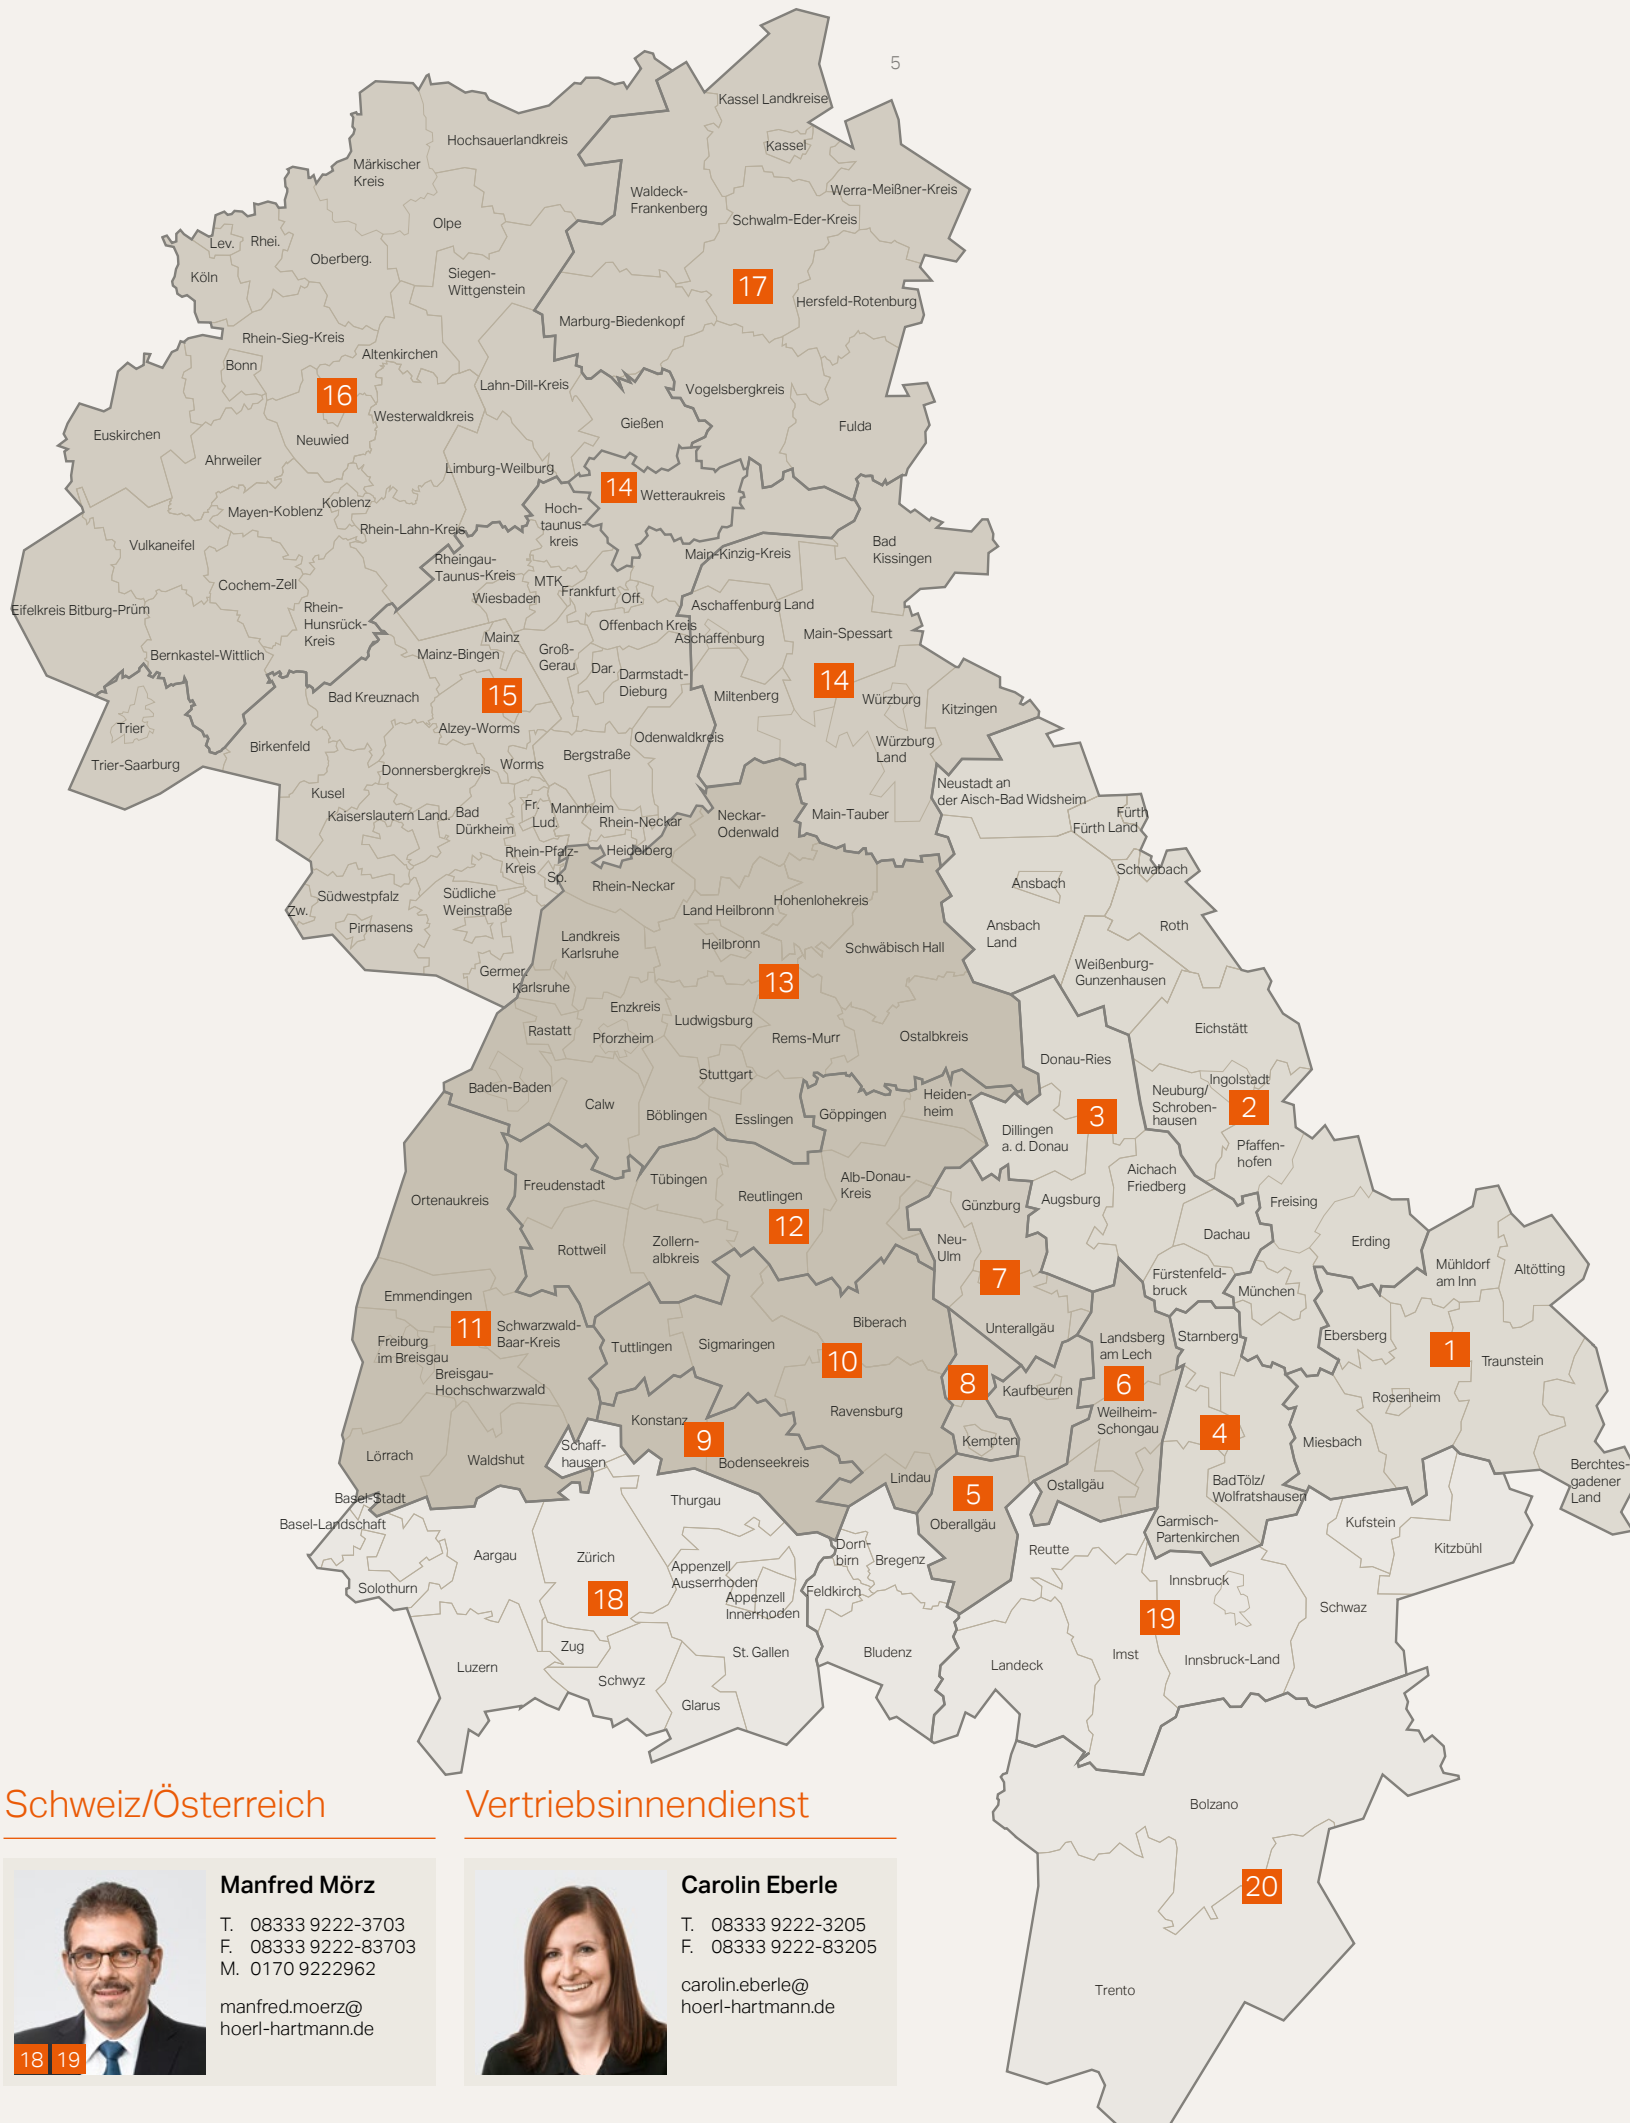 5
Kassel Landkreise
Kassel
Hochsauerlandkreis
Märkischer
Kreis
Waldeck-
Frankenberg
Werra-Meißner-Kreis
Schwalm-Eder-Kreis
Olpe
Lev.
Rhei.
Oberberg.
Köln
Siegen-
Wittgenstein
17
Hersfeld-Rotenburg
Marburg-Biedenkopf
Rhein-Sieg-Kreis
Altenkirchen
Bonn
16
Lahn-Dill-Kreis
Vogelsbergkreis
Westerwaldkreis
Gießen
Fulda
Euskirchen
Neuwied
Ahrweiler
Limburg-Weilburg
14
Wetteraukreis
Mayen-Koblenz
Koblenz
Hoch-
taunus-
kreis
Rhein-Lahn-Kreis
Vulkaneifel
Main-Kinzig-Kreis
Bad
Kissingen
Rheingau-
Taunus-Kreis
MTK
Frankfurt
Off.
Wiesbaden
Cochem-Zell
Eifelkreis Bitburg-Prüm
Rhein-
Hunsrück-
Kreis
Aschaffenburg Land
Offenbach Kreis
Aschaffenburg
Main-Spessart
Mainz
Mainz-Bingen
Groß-
Gerau
Bernkastel-Wittlich
Dar.
Darmstadt-
Dieburg
14
15
Bad Kreuznach
Miltenberg
Würzburg
Kitzingen
Trier
Alzey-Worms
Odenwaldkreis
Würzburg
Land
Birkenfeld
Bergstraße
Trier-Saarburg
Donnersbergkreis
Worms
Kusel
Neustadt an
der Aisch-Bad Widsheim
Kaiserslautern Land.
Bad
Dürkheim
Fr.
Lud.
Mannheim
Rhein-Neckar
Neckar-
Odenwald
Main-Tauber
Fürth
Fürth Land
Rhein-Pfalz-
Kreis
Heidelberg
Sp.
Rhein-Neckar
Schwabach
Ansbach
Südwestpfalz
Südliche
Weinstraße
Zw.
Pirmasens
Hohenlohekreis
Land Heilbronn
Landkreis
Karlsruhe
Heilbronn
Schwäbisch Hall
Ansbach
Land
Roth
Weißenburg-
Gunzenhausen
Germer.
Karlsruhe
13
Enzkreis
Ludwigsburg
Rastatt
Pforzheim
Rems-Murr
Ostalbkreis
Eichstätt
Donau-Ries
Stuttgart
Baden-Baden
Calw
Böblingen
Esslingen
Göppingen
Heiden-
heim
Ingolstadt
Neuburg/
Schroben-
hausen
2
3
Dillingen
a. d. Donau
Pfaffen-
hofen
Freudenstadt
Tübingen
Alb-Donau-
Kreis
Reutlingen
Aichach
Friedberg
Ortenaukreis
Günzburg
Augsburg
Freising
12
Rottweil
Zollern-
albkreis
Neu-
Ulm
Dachau
Erding
7
Fürstenfeld-
bruck
München
Mühldorf
am Inn
Altötting
Emmendingen
11
Schwarzwald-
Baar-Kreis
Freiburg
im Breisgau
Tuttlingen
Sigmaringen
Biberach
Unterallgäu
Landsberg
am Lech
Starnberg
Ebersberg
1
Traunstein
10
8
Kaufbeuren
6
Rosenheim
Breisgau-
Hochschwarzwald
Konstanz
Ravensburg
Weilheim-
Schongau
9
Kempten
4
Miesbach
Lörrach
Waldshut
Schaff-
hausen
Bodenseekreis
Lindau
5
Ostallgäu
Bad Tölz/
Wolfratshausen
Berchtes-
gadener
Land
Basel-Stadt
Basel-Landschaft
Thurgau
Oberallgäu
Garmisch-
Partenkirchen
Kufstein
Kitzbühl
Aargau
Zürich
Dorn-
birn
Bregenz
Reutte
Solothurn
Appenzell
Ausserrhoden
Appenzell
Innerrhoden
Feldkirch
Innsbruck
18
19
Schwaz
Zug
St. Gallen
Bludenz
Imst
Innsbruck-Land
Luzern
Schwyz
Landeck
Glarus
Bolzano
20
Trento
Schweiz/Österreich
Manfred Mörz
T. 08333 9222-3703
F. 08333 9222-83703
M. 0170 9222962
manfred.moerz@
hoerl-hartmann.de
18 19
Vertriebsinnendienst
Carolin Eberle
T. 08333 9222-3205
F. 08333 9222-83205
carolin.eberle@
hoerl-hartmann.de